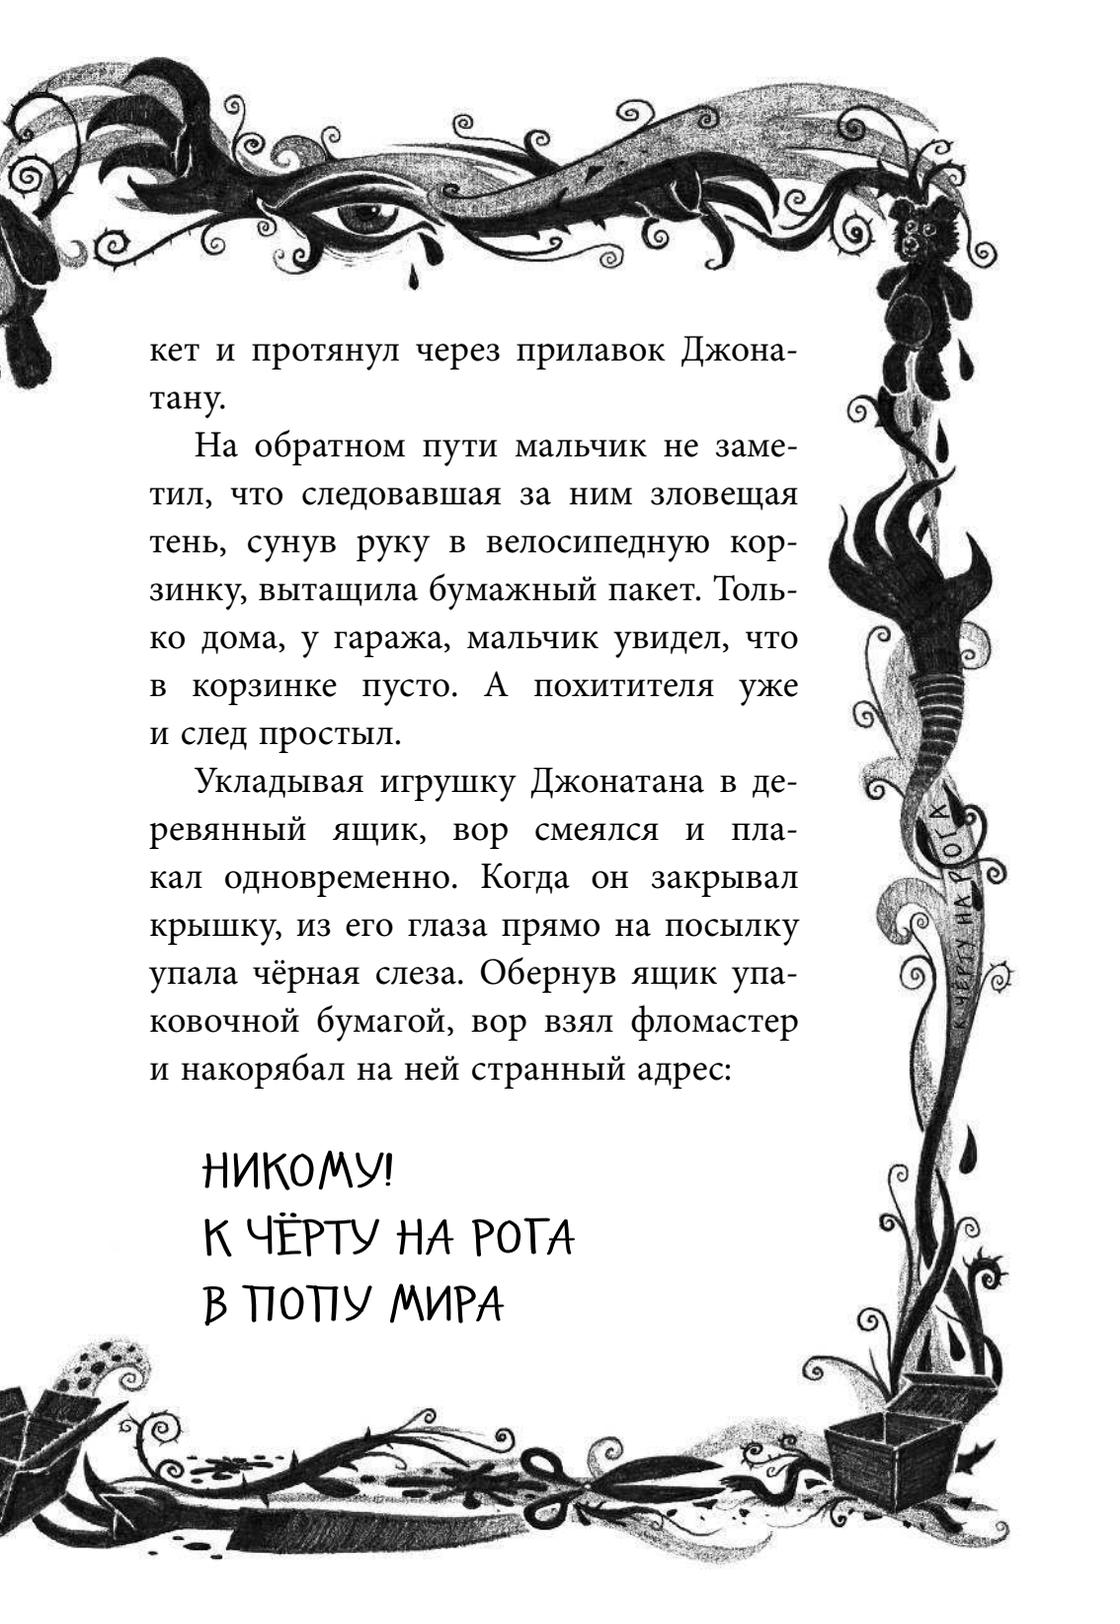 кет и протянул через прилавок Джона-
тану.
На обратном пути мальчик не заме-
тил, что следовавшая за ним зловещая
тень, сунув руку в велосипедную кор-
зинку, вытащила бумажный пакет. Толь-
ко дома, у гаража, мальчик увидел, что
в корзинке пусто. А похитителя уже
и след простыл.
Укладывая игрушку Джонатана в де-
ревянный ящик, вор смеялся и пла-
кал одновременно. Когда он закрывал
крышку, из его глаза прямо на посылку
упала чёрная слеза. Обернув ящик упа-
ковочной бумагой, вор взял фломастер
и накорябал на ней странный адрес:
НИКОМУ!
К ЧЁРТУ НА РОГА
В ПОПУ МИРА
К ЧЁРТУ НА РОГА